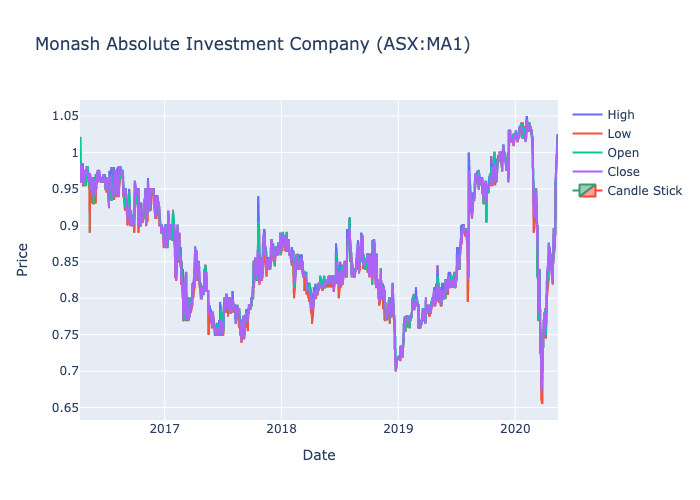 Monash Absolute Investment Company (ASX:MA1)
High
Low
Open
Close
Candle Stick
1.05
1
0.95
0.9
0.85
0.8
0.75
0.7
0.65
Price
2017
2018
2019
2020
Date